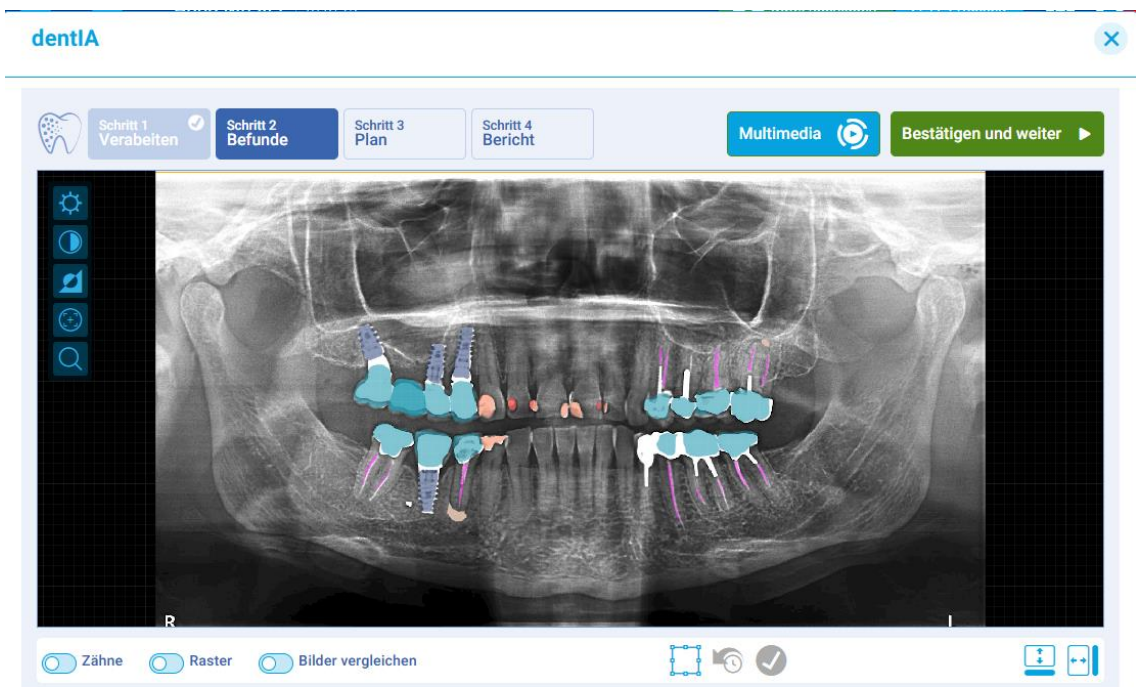 dentIA
Schritt 1
Verabeiten
Schritt 2
Befunde
Schritt 3
Plan
Schritt 4
Bericht
Multimedia
Bestätigen und weiter
R
L
Zähne
Raster
Bilder vergleichen